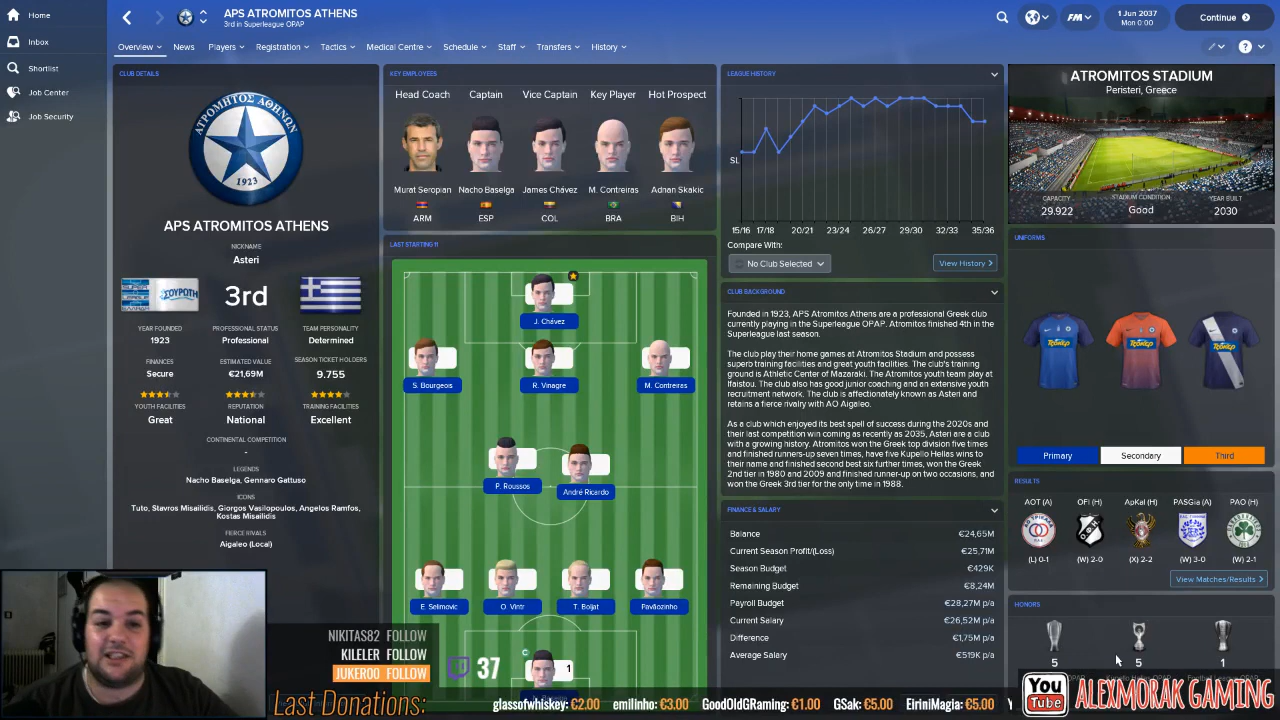 Home
Inbox
Shortlist
Job Center
Job Security
APS ATROMITOS ATHENS
3rd in Superleague OPAP
FM
1 Jun 2037
Mon 0:00
Continue
Overview
News
Players
Registration
Tactics
Medical Centre
Schedule
Staff
Transfers
History
CLUB DETAILS
ΑΤΡΟΜΗΤΟΣ ΑΘΗΝΩΝ
1923
APS ATROMITOS ATHENS
NICKNAME
Asteri
ΣΟΥΡΩΤΗ
3rd
YEAR FOUNDED
1923
PROFESSIONAL STATUS
Professional
TEAM PERSONALITY
Determined
FINANCES
Secure
ESTIMATED VALUE
€21,69M
SEASON TICKET HOLDERS
9.755
YOUTH FACILITIES
Great
REPUTATION
National
TRAINING FACILITIES
Excellent
CONTINENTAL COMPETITION
-
LEGENDS
Nacho Baselga, Gennaro Gattuso
ICONS
Tuto, Stavros Misailidis, Giorgos Vasilopoulos, Angelos Ramfos,
Kostas Misailidis
FIERCE RIVALS
Aigaleo (Local)
KEY EMPLOYEES
Head Coach
Captain
Vice Captain
Key Player
Hot Prospect
Murat Seropian
Nacho Baselga
James Chávez
M. Contreiras
Adnan Skakic
ARM
ESP
COL
BRA
BIH
LAST STARTING 11
J. Chávez
S. Bourgeois
R. Vinagre
M. Contreiras
P. Roussos
André Ricardo
E. Selimovic
O. Vintr
T. Boljat
Pavãozinho
C
1
LEAGUE HISTORY
SL
15/16 17/18 20/21 23/24 26/27 29/30 32/33 35/36
Compare With:
No Club Selected
View History
CLUB BACKGROUND
Founded in 1923, APS Atromitos Athens are a professional Greek club
currently playing in the Superleague OPAP. Atromitos finished 4th in the
Superleague last season.
The club play their home games at Atromitos Stadium and possess
superb training facilities and great youth facilities. The club's training
ground is Athletic Center of Mazaraki. The Atromitos youth team play at
Ifaistou. The club also has good junior coaching and an extensive youth
recruitment network. The club is affectionately known as Asteri and
retains a fierce rivalry with AO Aigaleo.
As a club which enjoyed its best spell of success during the 2020s and
their last competition win coming as recently as 2035, Asteri are a club
with a growing history. Atromitos won the Greek top division five times
and finished runners-up seven times, have five Kupello Hellas wins to
their name and finished second best six further times, won the Greek
2nd tier in 1980 and 2009 and finished runner-up on two occasions, and
won the Greek 3rd tier for the only time in 1988.
FINANCE & SALARY
Balance €24,65M
Current Season Profit/(Loss) €25,71M
Season Budget €429K
Remaining Budget €8,24M
Payroll Budget €28,27M p/a
Current Salary €26,52M p/a
Difference €1,75M p/a
Average Salary €519K p/a
ATROMITOS STADIUM
Peristeri, Greece
CAPACITY
29.922
STADIUM CONDITION
Good
YEAR BUILT
2030
UNIFORMS
Primary
Secondary
Third
RESULTS
AOT (A)
OFI (H)
ApKal (H)
PASGia (A)
PAO (H)
(L) 0-1
(W) 2-0
(X) 2-2
(W) 3-0
(W) 2-1
View Matches/Results
HONORS
5
5
1
NIKITAS82 FOLLOW
KILELER FOLLOW
JUKEROO FOLLOW
37
Last Donations:
glassofwhiskey: €2.00 emilinho: €3.00 GoodOldGRaming: €1.00 GSak: €5.00 EiriniMagia: €5.00
You Tube
ALEXMORAK GAMING